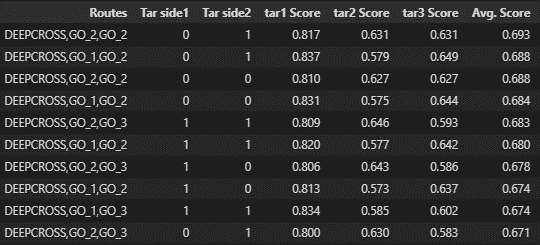 Routes Tar side1 Tar side2 tar1 Score tar2 Score tar3 Score Avg. Score
DEEPCROSS,GO_2,GO_2 0 1 0.817 0.631 0.631 0.693
DEEPCROSS,GO_1,GO_2 0 1 0.837 0.579 0.649 0.688
DEEPCROSS,GO_2,GO_2 0 0 0.810 0.627 0.627 0.688
DEEPCROSS,GO_1,GO_2 0 0 0.831 0.575 0.644 0.684
DEEPCROSS,GO_2,GO_3 1 1 0.809 0.646 0.593 0.683
DEEPCROSS,GO_1,GO_2 1 1 0.820 0.577 0.642 0.680
DEEPCROSS,GO_2,GO_3 1 0 0.806 0.643 0.586 0.678
DEEPCROSS,GO_1,GO_2 1 0 0.813 0.573 0.637 0.674
DEEPCROSS,GO_1,GO_3 1 1 0.834 0.585 0.602 0.674
DEEPCROSS,GO_2,GO_3 0 0 0.800 0.630 0.583 0.671